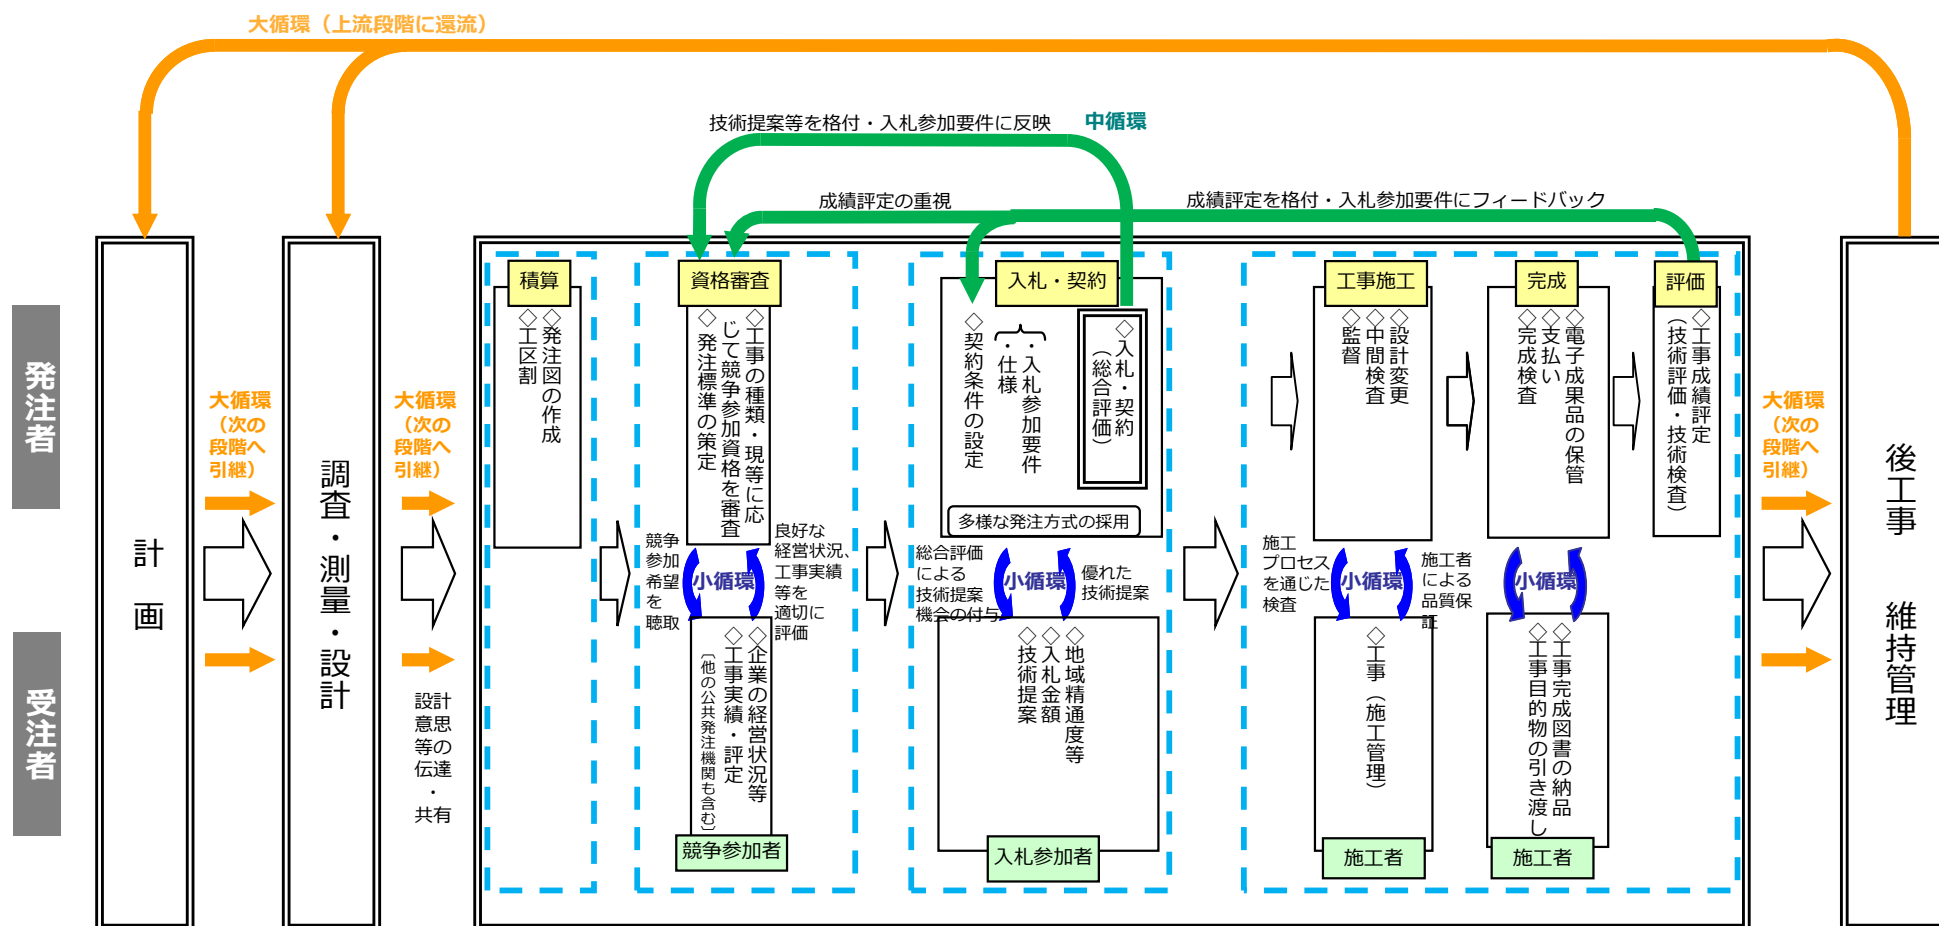 大循環（上流段階に還流）
技術提案等を格付・入札参加要件に反映
中循環
成績評定の重視
成績評定を格付・入札参加要件にフィードバック
発注者
受注者
計　画
大循環
（次の
段階へ
引継）
調査・測量・設計
大循環
（次の
段階へ
引継）
設計
意思
等の
伝達
・
共有
積算
◇発注図の作成
◇工区割
資格審査
◇工事の種類・現等に応
じて競争参加資格を審査
◇発注標準の策定
競争
参加
希望
を
聴取
小循環
良好な
経営状況、
工事実績
等を
適切に
評価
◇企業の経営状況等
◇工事実績・評定
〔他の公共発注機関も含む〕
競争参加者
入札・契約
◇入札・契約
（総合評価）
・入札参加要件
・仕様
◇契約条件の設定
多様な発注方式の採用
総合評価
による
技術提案
機会の付与
小循環
優れた
技術提案
◇地域精通度等
◇入札金額
◇技術提案
入札参加者
工事施工
◇設計変更
◇中間検査
◇監督
施工
プロセス
を通じた
検査
小循環
施工者
による
品質保
証
◇工事（施工管理）
施工者
完成
◇電子成果品の保管
◇支払い
◇完成検査
小循環
◇工事完成図書の納品
◇工事目的物の引き渡し
施工者
評価
◇工事成績評定
（技術評価・技術検査）
大循環
（次の
段階へ
引継）
後工事　維持管理